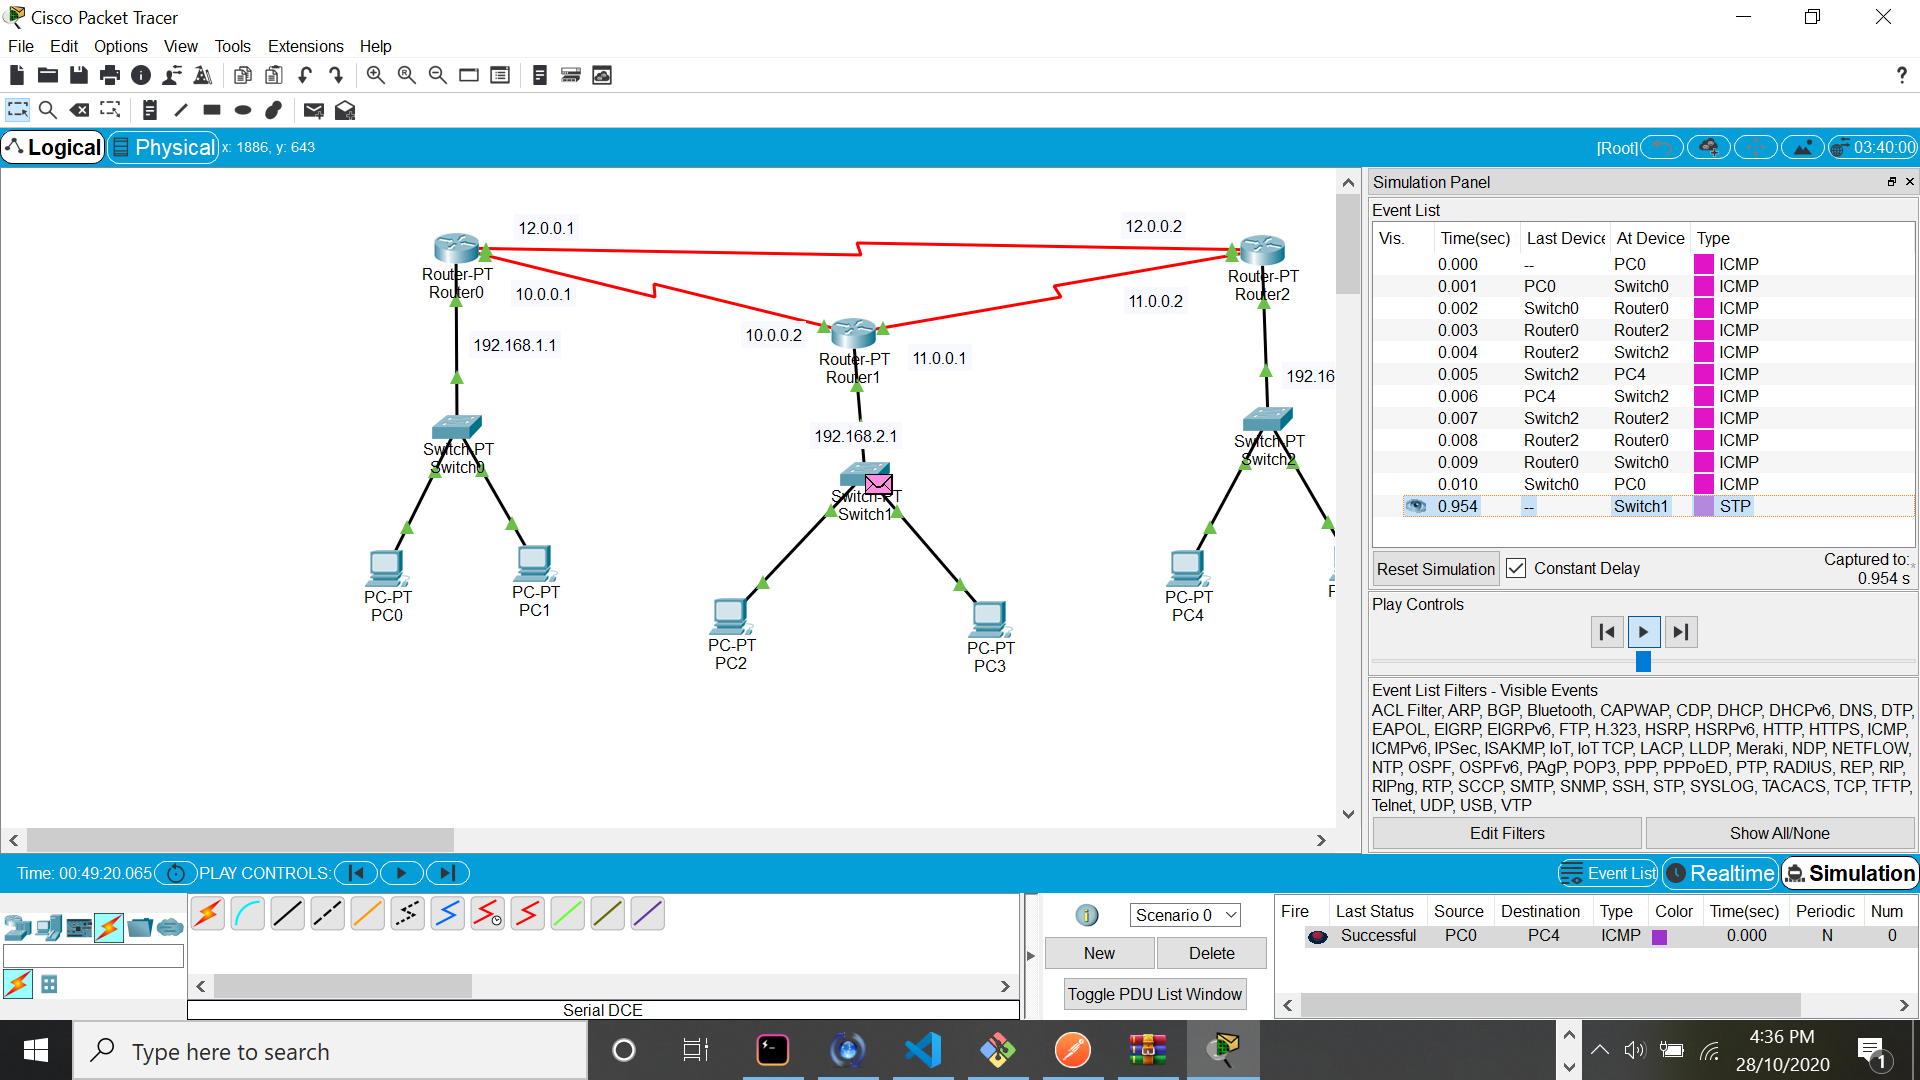 Cisco Packet Tracer
File Edit Options View Tools Extensions Help
?
Logical Physical x: 1886, y: 643 [Root] 03:40:00
12.0.0.1
12.0.0.2
Router-PT
Router0
10.0.0.1
Router-PT
Router2
11.0.0.2
10.0.0.2
Router-PT
Router1
11.0.0.1
192.168.1.1
192.16
192.168.2.1
Switch-PT
Switch0
Switch-PT
Switch1
Switch-PT
Switch2
PC-PT
PC0
PC-PT
PC1
PC-PT
PC2
PC-PT
PC3
PC-PT
PC4
Simulation Panel
Event List
Vis. Time(sec) Last Device At Device Type
0.000 -- PC0 ICMP
0.001 PC0 Switch0 ICMP
0.002 Switch0 Router0 ICMP
0.003 Router0 Router2 ICMP
0.004 Router2 Switch2 ICMP
0.005 Switch2 PC4 ICMP
0.006 PC4 Switch2 ICMP
0.007 Switch2 Router2 ICMP
0.008 Router2 Router0 ICMP
0.009 Router0 Switch0 ICMP
0.010 Switch0 PC0 ICMP
0.954 -- Switch1 STP
Reset Simulation Constant Delay Captured to:
0.954 s
Play Controls
Event List Filters - Visible Events
ACL Filter, ARP, BGP, Bluetooth, CAPWAP, CDP, DHCP, DHCPv6, DNS, DTP,
EAPOL, EIGRP, EIGRPv6, FTP, H.323, HSRP, HSRPv6, HTTP, HTTPS, ICMP,
ICMPv6, IPSec, ISAKMP, IoT, IoT TCP, LACP, LLDP, Meraki, NDP, NETFLOW,
NTP, OSPF, OSPFv6, PAgP, POP3, PPP, PPPoED, PTP, RADIUS, REP, RIP,
RIPng, RTP, SCCP, SMTP, SNMP, SSH, STP, SYSLOG, TACACS, TCP, TFTP,
Telnet, UDP, USB, VTP
Edit Filters Show All/None
Time: 00:49:20.065 PLAY CONTROLS: Event List Realtime Simulation
Serial DCE
Scenario 0
New Delete
Toggle PDU List Window
Fire Last Status Source Destination Type Color Time(sec) Periodic Num
Successful PC0 PC4 ICMP 0.000 N 0
Type here to search
4:36 PM
28/10/2020
1